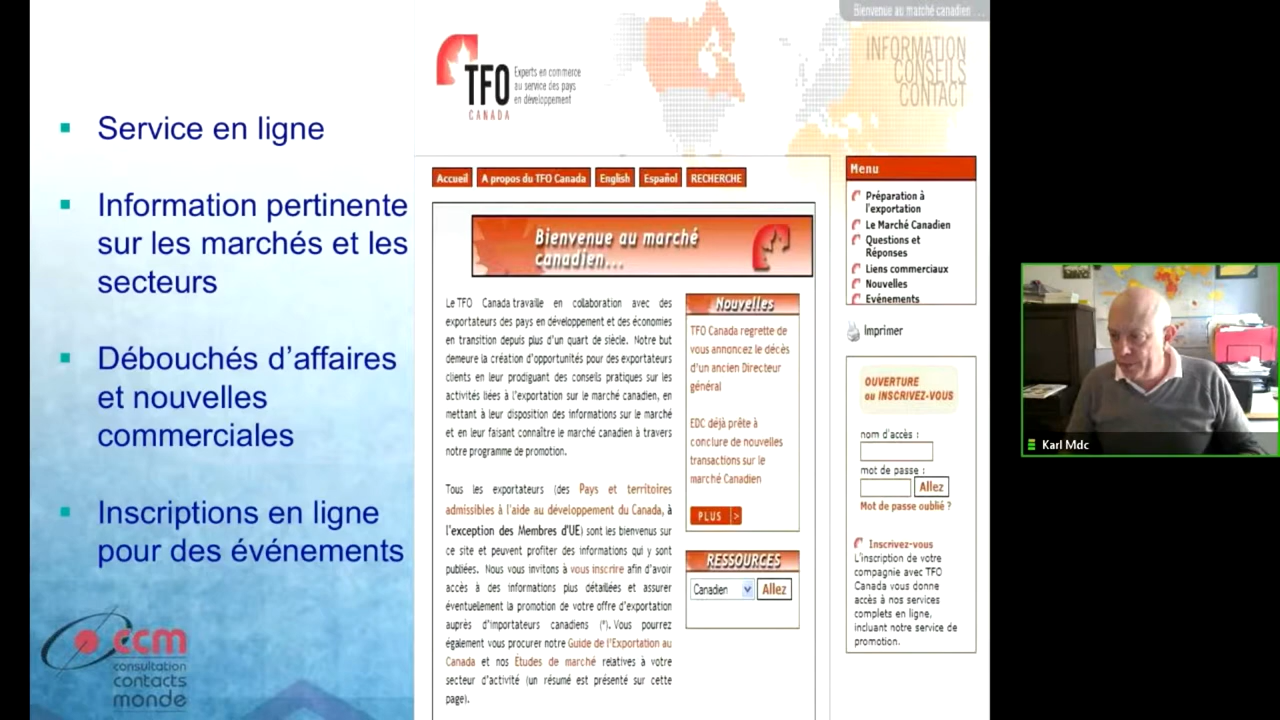 Service en ligne
Information pertinente
sur les marchés et les
secteurs
Débouchés d'affaires
et nouvelles
commerciales
Inscriptions en ligne
pour des événements
ccm
consultation
contacts
monde
Bienvenue au marché canadien ...
TFO
CANADA
Experts en commerce
au service des pays
en développement
INFORMATION
CONSEILS
CONTACT
Accueil
A propos du TFO Canada
English
Español
RECHERCHE
Bienvenue au marché
canadien...
Le TFO Canada travaille en collaboration avec des
exportateurs des pays en développement et des économies
en transition depuis plus d'un quart de siècle. Notre but
demeure la création d'opportunités pour des exportateurs
clients en leur prodiguant des conseils pratiques sur les
activités liées à l'exportation sur le marché canadien, en
mettant à leur disposition des informations sur le marché
et en leur faisant connaître le marché canadien à travers
notre programme de promotion.
Tous les exportateurs (des Pays et territoires
admissibles à l'aide au développement du Canada, à
l'exception des Membres d'UE) sont les bienvenus sur
ce site et peuvent profiter des informations qui y sont
publiées. Nous vous invitons à vous inscrire afin d'avoir
accès à des informations plus détaillées et assurer
éventuellement la promotion de votre offre d'exportation
auprès d'importateurs canadiens (*). Vous pourrez
également vous procurer notre Guide de l'Exportation au
Canada et nos Etudes de marché relatives à votre
secteur d'activité (un résumé est présenté sur cette
page).
Nouvelles
TFO Canada regrette de
vous annoncez le décès
d'un ancien Directeur
général
EDC déjà prête à
conclure de nouvelles
transactions sur le
marché Canadien
PLUS >
RESSOURCES
Canadien
Allez
Menu
Préparation à
l'exportation
Le Marché Canadien
Questions et
Réponses
Liens commerciaux
Nouvelles
Evénements
Imprimer
OUVERTURE
ou INSCRIVEZ-VOUS
nom d'accès :
mot de passe :
Allez
Mot de passe oublié ?
Inscrivez-vous
L'inscription de votre
compagnie avec TFO
Canada vous donne
accès à nos services
complets en ligne,
incluant notre service de
promotion.
Karl Mdc